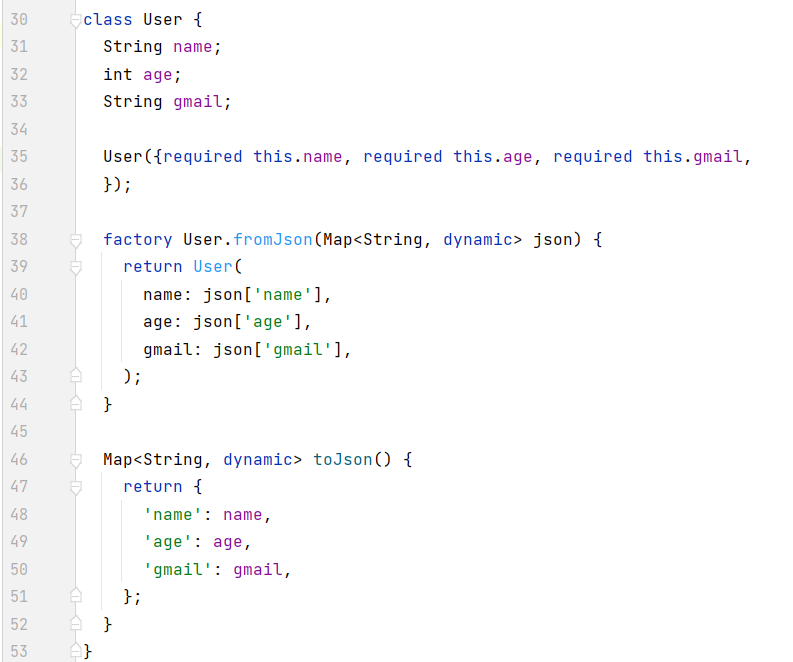 30 class User {
31   String name;
32   int age;
33   String gmail;
34
35   User({required this.name, required this.age, required this.gmail,
36   });
37
38   factory User.fromJson(Map<String, dynamic> json) {
39     return User(
40       name: json['name'],
41       age: json['age'],
42       gmail: json['gmail'],
43     );
44   }
45
46   Map<String, dynamic> toJson() {
47     return {
48       'name': name,
49       'age': age,
50       'gmail': gmail,
51     };
52   }
53 }